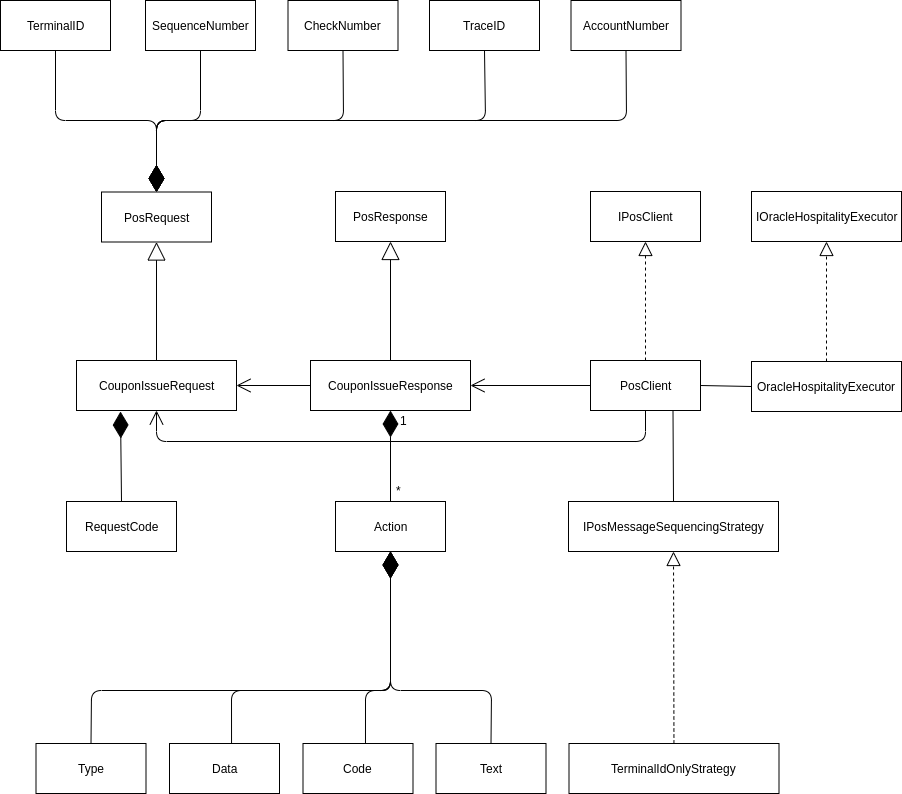 TerminalID
SequenceNumber
CheckNumber
TraceID
AccountNumber
PosRequest
PosResponse
IPosClient
IOracleHospitalityExecutor
CouponIssueRequest
CouponIssueResponse
PosClient
OracleHospitalityExecutor
1
*
RequestCode
Action
IPosMessageSequencingStrategy
Type
Data
Code
Text
TerminalIdOnlyStrategy